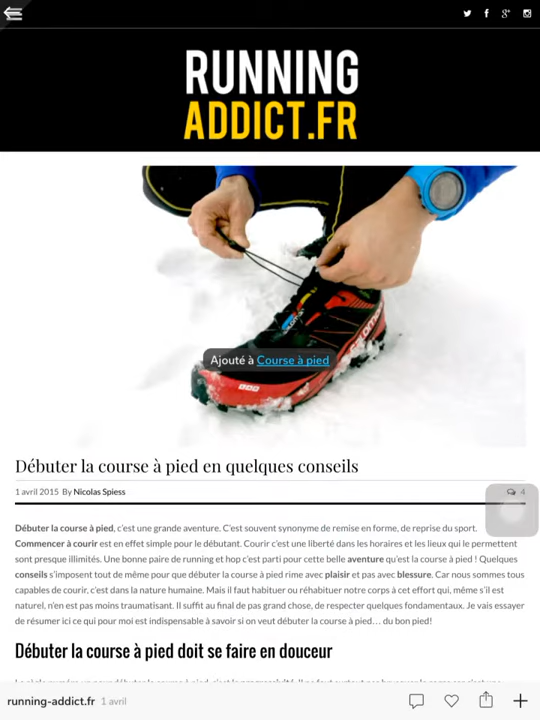 RUNNING
ADDICT.FR
SALOMON
Ajouté à Course à pied
Débuter la course à pied en quelques conseils
1 avril 2015 By Nicolas Spiess
4
Débuter la course à pied, c'est une grande aventure. C'est souvent synonyme de remise en forme, de reprise du sport.
Commencer à courir est en effet simple pour le débutant. Courir c'est une liberté dans les horaires et les lieux qui le permettent
sont presque illimités. Une bonne paire de running et hop c'est parti pour cette belle aventure qu'est la course à pied ! Quelques
conseils s'imposent tout de même pour que débuter la course à pied rime avec plaisir et pas avec blessure. Car nous sommes tous
capables de courir, c'est dans la nature humaine. Mais il faut habituer ou réhabituer notre corps à cet effort qui, même s'il est
naturel, n'en est pas moins traumatisant. Il suffit au final de pas grand chose, de respecter quelques fondamentaux. Je vais essayer
de résumer ici ce qui pour moi est indispensable à savoir si on veut débuter la course à pied… du bon pied!
Débuter la course à pied doit se faire en douceur
running-addict.fr 1 avril